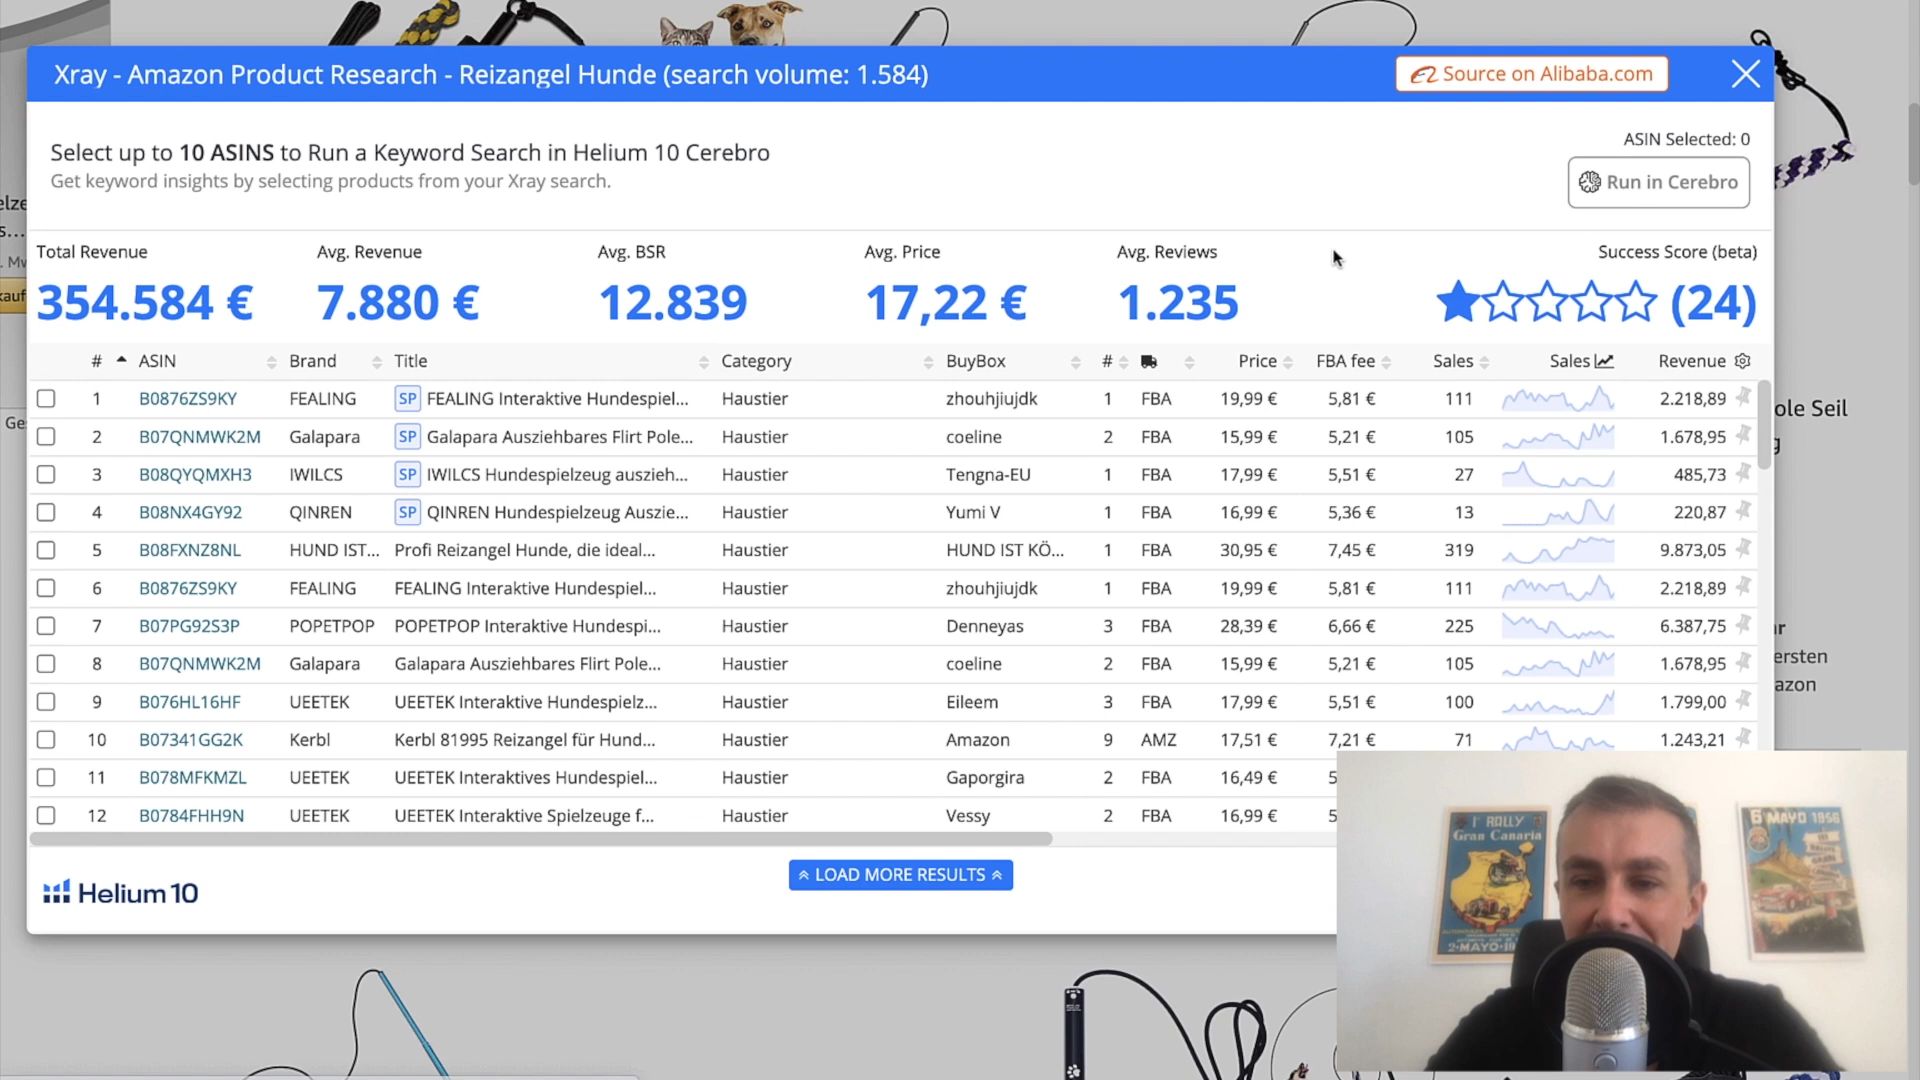 Xray - Amazon Product Research - Reizangel Hunde (search volume: 1.584)
Source on Alibaba.com
Select up to 10 ASINS to Run a Keyword Search in Helium 10 Cerebro
Get keyword insights by selecting products from your Xray search.
ASIN Selected: 0
Run in Cerebro
Total Revenue Avg. Revenue Avg. BSR Avg. Price Avg. Reviews Success Score (beta)
354.584 € 7.880 € 12.839 17,22 € 1.235 (24)
# ASIN Brand Title Category BuyBox # Price FBA fee Sales Sales Revenue
1 B0876ZS9KY FEALING SP FEALING Interaktive Hundespiel... Haustier zhouhjiujdk 1 FBA 19,99 € 5,81 € 111 2.218,89
2 B07QNMWK2M Galapara SP Galapara Ausziehbares Flirt Pole... Haustier coeline 2 FBA 15,99 € 5,21 € 105 1.678,95
3 B08QYQMXH3 IWILCS SP IWILCS Hundespielzeug auszieh... Haustier Tengna-EU 1 FBA 17,99 € 5,51 € 27 485,73
4 B08NX4GY92 QINREN SP QINREN Hundespielzeug Auszie... Haustier Yumi V 1 FBA 16,99 € 5,36 € 13 220,87
5 B08FXNZ8NL HUND IST... Profi Reizangel Hunde, die ideal... Haustier HUND IST KÖ... 1 FBA 30,95 € 7,45 € 319 9.873,05
6 B0876ZS9KY FEALING FEALING Interaktive Hundespiel... Haustier zhouhjiujdk 1 FBA 19,99 € 5,81 € 111 2.218,89
7 B07PG92S3P POPETPOP POPETPOP Interaktive Hundespi... Haustier Denneyas 3 FBA 28,39 € 6,66 € 225 6.387,75
8 B07QNMWK2M Galapara Galapara Ausziehbares Flirt Pole... Haustier coeline 2 FBA 15,99 € 5,21 € 105 1.678,95
9 B076HL16HF UEETEK UEETEK Interaktive Hundespielz... Haustier Eileem 3 FBA 17,99 € 5,51 € 100 1.799,00
10 B07341GG2K Kerbl Kerbl 81995 Reizangel für Hund... Haustier Amazon 9 AMZ 17,51 € 7,21 € 71 1.243,21
11 B078MFKMZL UEETEK UEETEK Interaktives Hundespiel... Haustier Gaporgira 2 FBA 16,49 € 5
12 B0784FHH9N UEETEK UEETEK Interaktive Spielzeuge f... Haustier Vessy 2 FBA 16,99 € 5
LOAD MORE RESULTS
Helium 10
ole Seil
ersten
azon
1º RALLY
Gran Canaria
6 MAYO 1956